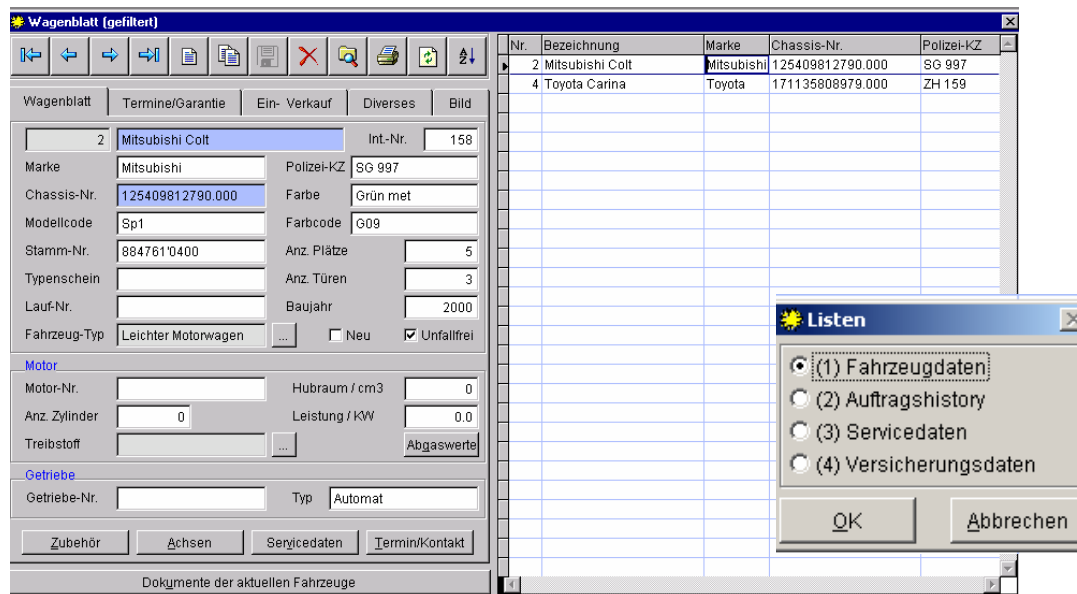 Wagenblatt (gefiltert)
Wagenblatt Termine/Garantie Ein- Verkauf Diverses Bild
2 Mitsubishi Colt Int.-Nr. 158
Marke Mitsubishi Polizei-KZ SG 997
Chassis-Nr. 125409812790.000 Farbe Grün met
Modellcode Sp1 Farbcode G09
Stamm-Nr. 884761'0400 Anz. Plätze 5
Typenschein Anz. Türen 3
Lauf-Nr. Baujahr 2000
Fahrzeug-Typ Leichter Motorwagen ... Neu Unfallfrei
Motor
Motor-Nr. Hubraum / cm3 0
Anz. Zylinder 0 Leistung / KW 0.0
Treibstoff ... Abgaswerte
Getriebe
Getriebe-Nr. Typ Automat
Zubehör Achsen Servicedaten Termin/Kontakt
Dokumente der aktuellen Fahrzeuge
Nr. Bezeichnung Marke Chassis-Nr. Polizei-KZ
2 Mitsubishi Colt Mitsubishi 125409812790.000 SG 997
4 Toyota Carina Toyota 171135808979.000 ZH 159
Listen
(1) Fahrzeugdaten
(2) Auftragshistory
(3) Servicedaten
(4) Versicherungsdaten
OK Abbrechen